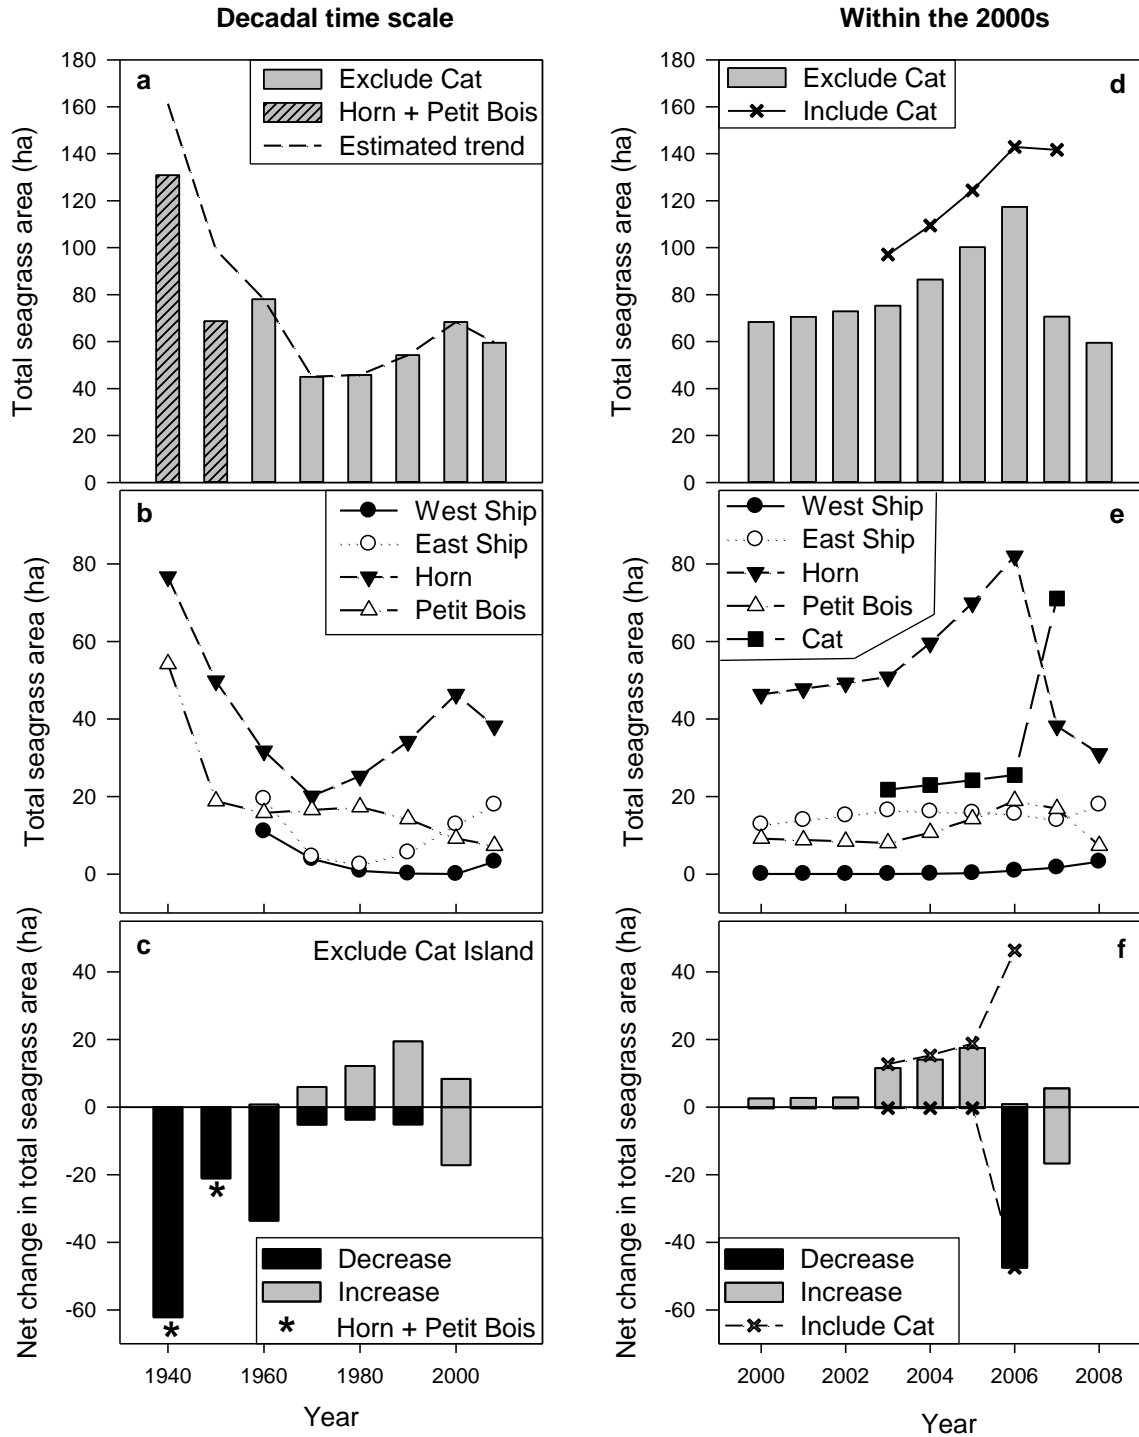 Decadal time scale
Within the 2000s
a
Exclude Cat
Horn + Petit Bois
Estimated trend
Total seagrass area (ha)
180
160
140
120
100
80
60
40
20
0
d
Exclude Cat
Include Cat
Total seagrass area (ha)
180
160
140
120
100
80
60
40
20
0
b
West Ship
East Ship
Horn
Petit Bois
Total seagrass area (ha)
80
60
40
20
0
e
West Ship
East Ship
Horn
Petit Bois
Cat
Total seagrass area (ha)
80
60
40
20
0
c
Exclude Cat Island
Net change in total seagrass area (ha)
40
20
0
-20
-40
-60
*
*
Decrease
Increase
* Horn + Petit Bois
1940
1960
1980
2000
Year
f
Net change in total seagrass area (ha)
40
20
0
-20
-40
-60
Decrease
Increase
Include Cat
2000
2002
2004
2006
2008
Year